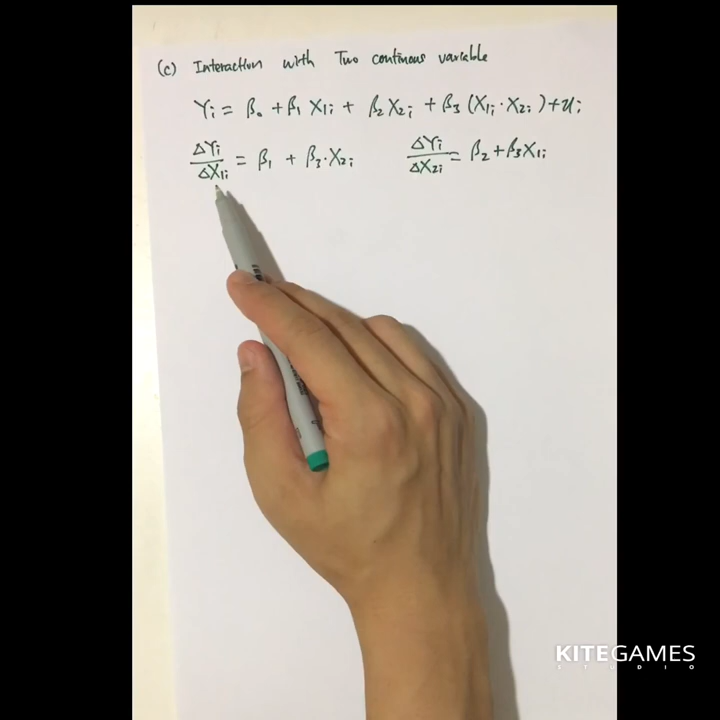 (c) Interaction with Two continous variable
Yi = β0 + β1 X1i + β2 X2i + β3 (X1i · X2i) + ui
ΔYi/ΔX1i = β1 + β3 · X2i
ΔYi/ΔX2i = β2 + β3 X1i
KITEGAMES
STUDIO